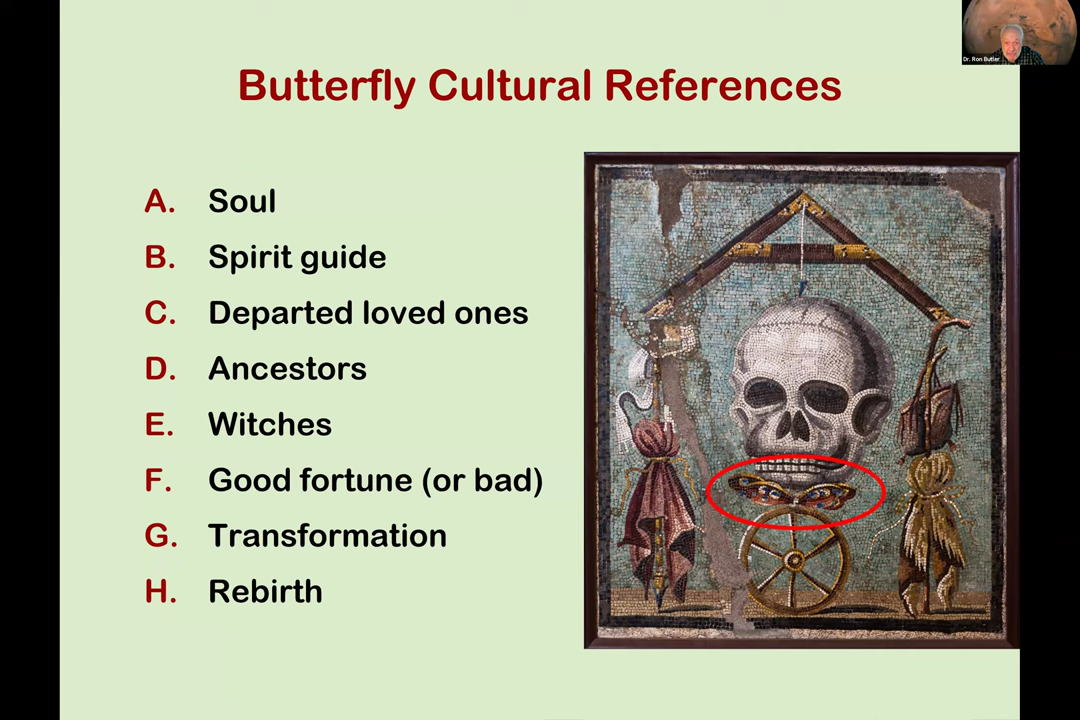 Dr. Ron Butler
Butterfly Cultural References
A. Soul
B. Spirit guide
C. Departed loved ones
D. Ancestors
E. Witches
F. Good fortune (or bad)
G. Transformation
H. Rebirth